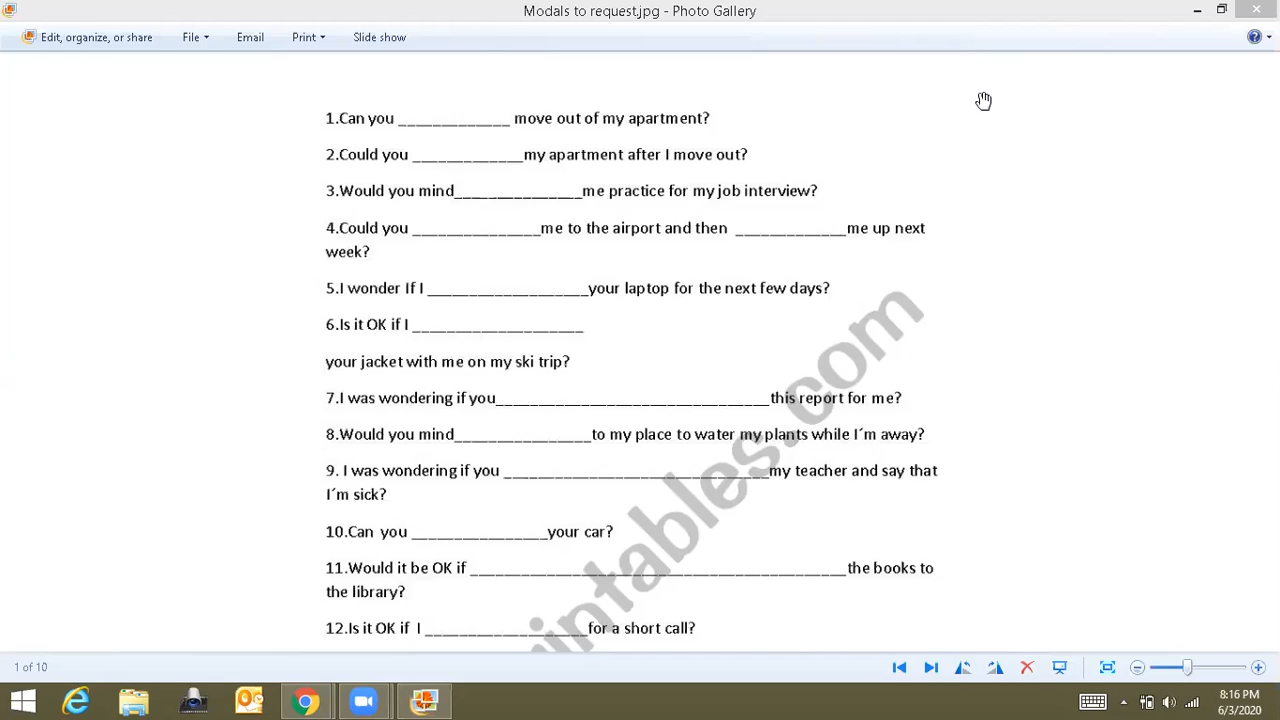 Modals to request.jpg - Photo Gallery
Edit, organize, or share File Email Print Slide show
1.Can you _____________ move out of my apartment?
2.Could you _____________my apartment after I move out?
3.Would you mind_______________me practice for my job interview?
4.Could you _______________me to the airport and then _____________me up next
week?
5.I wonder If I ___________________your laptop for the next few days?
6.Is it OK if I ____________________
your jacket with me on my ski trip?
7.I was wondering if you________________________________this report for me?
8.Would you mind________________to my place to water my plants while I´m away?
9. I was wondering if you _______________________________my teacher and say that
I´m sick?
10.Can you ________________your car?
11.Would it be OK if ____________________________________________the books to
the library?
12.Is it OK if I ___________________for a short call?
intables.com
1 of 10
8:16 PM
6/3/2020